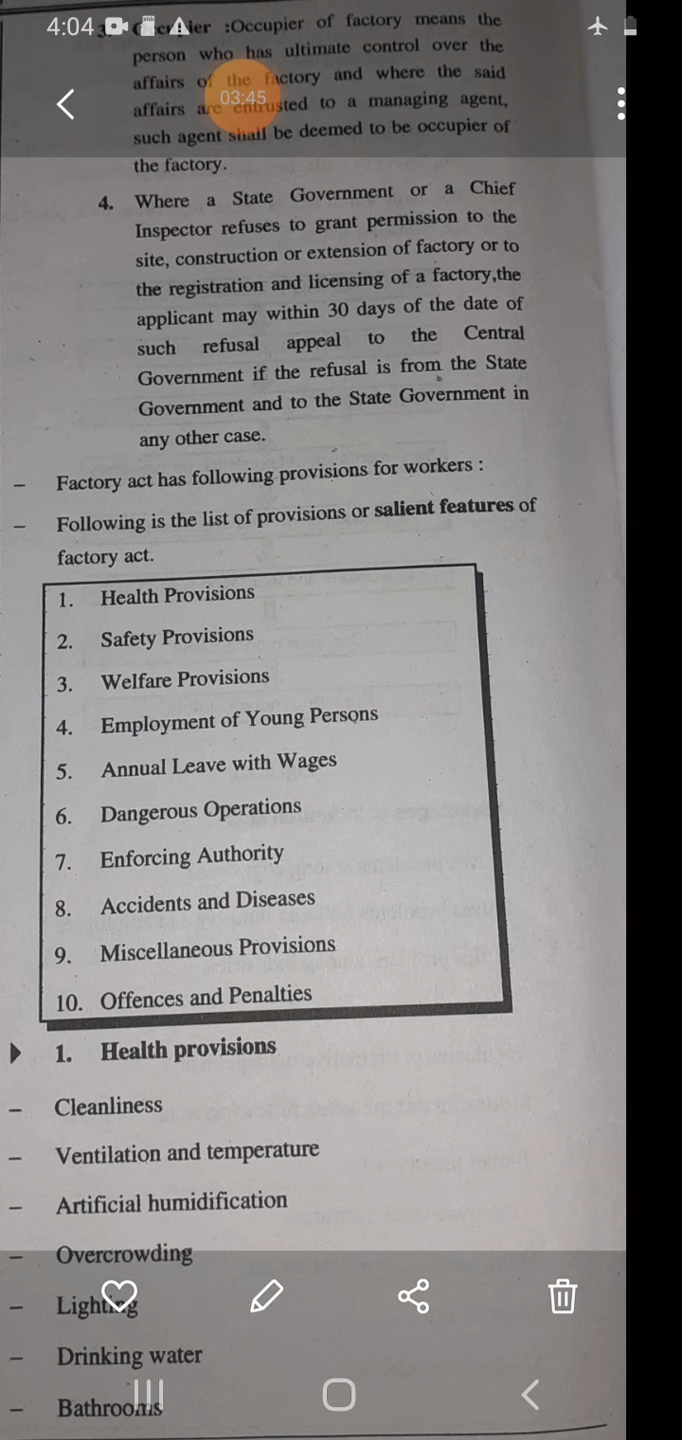 4:04
3. Occupier :Occupier of factory means the
person who has ultimate control over the
affairs of the factory and where the said
03:45
affairs are entrusted to a managing agent,
such agent shall be deemed to be occupier of
the factory.
4. Where a State Government or a Chief
Inspector refuses to grant permission to the
site, construction or extension of factory or to
the registration and licensing of a factory,the
applicant may within 30 days of the date of
such refusal appeal to the Central
Government if the refusal is from the State
Government and to the State Government in
any other case.
– Factory act has following provisions for workers :
– Following is the list of provisions or salient features of
factory act.
1. Health Provisions
2. Safety Provisions
3. Welfare Provisions
4. Employment of Young Persons
5. Annual Leave with Wages
6. Dangerous Operations
7. Enforcing Authority
8. Accidents and Diseases
9. Miscellaneous Provisions
10. Offences and Penalties
1. Health provisions
– Cleanliness
– Ventilation and temperature
– Artificial humidification
– Overcrowding
– Lighting
– Drinking water
– Bathrooms